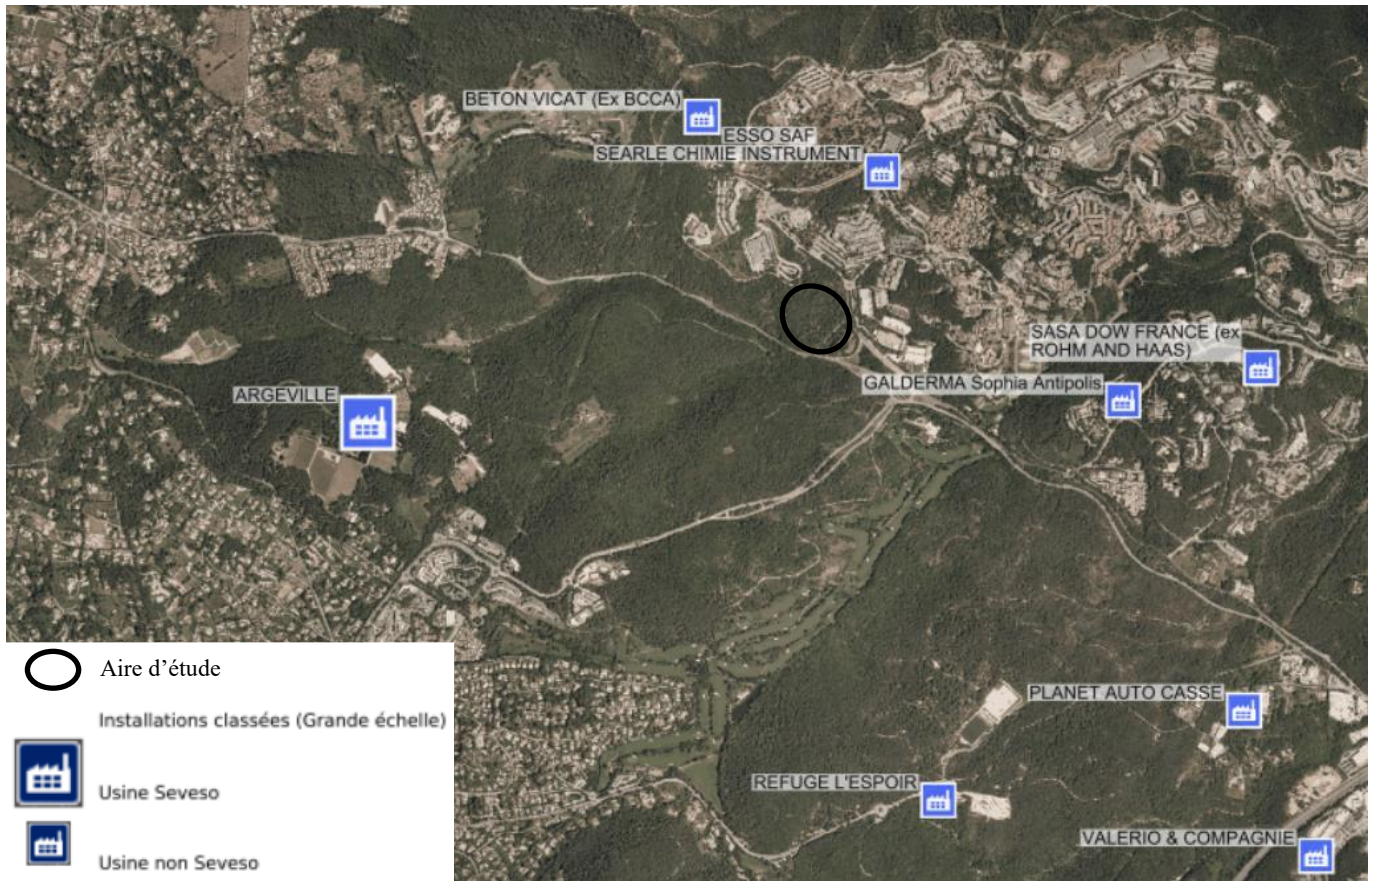 BETON VICAT (Ex BCCA)
ESSO SAF
SEARLE CHIMIE INSTRUMENT
SASA DOW FRANCE (ex
ROHM AND HAAS)
GALDERMA Sophia Antipolis
ARGEVILLE
Aire d’étude
PLANET AUTO CASSE
Installations classées (Grande échelle)
REFUGE L'ESPOIR
Usine Seveso
VALERIO & COMPAGNIE
Usine non Seveso